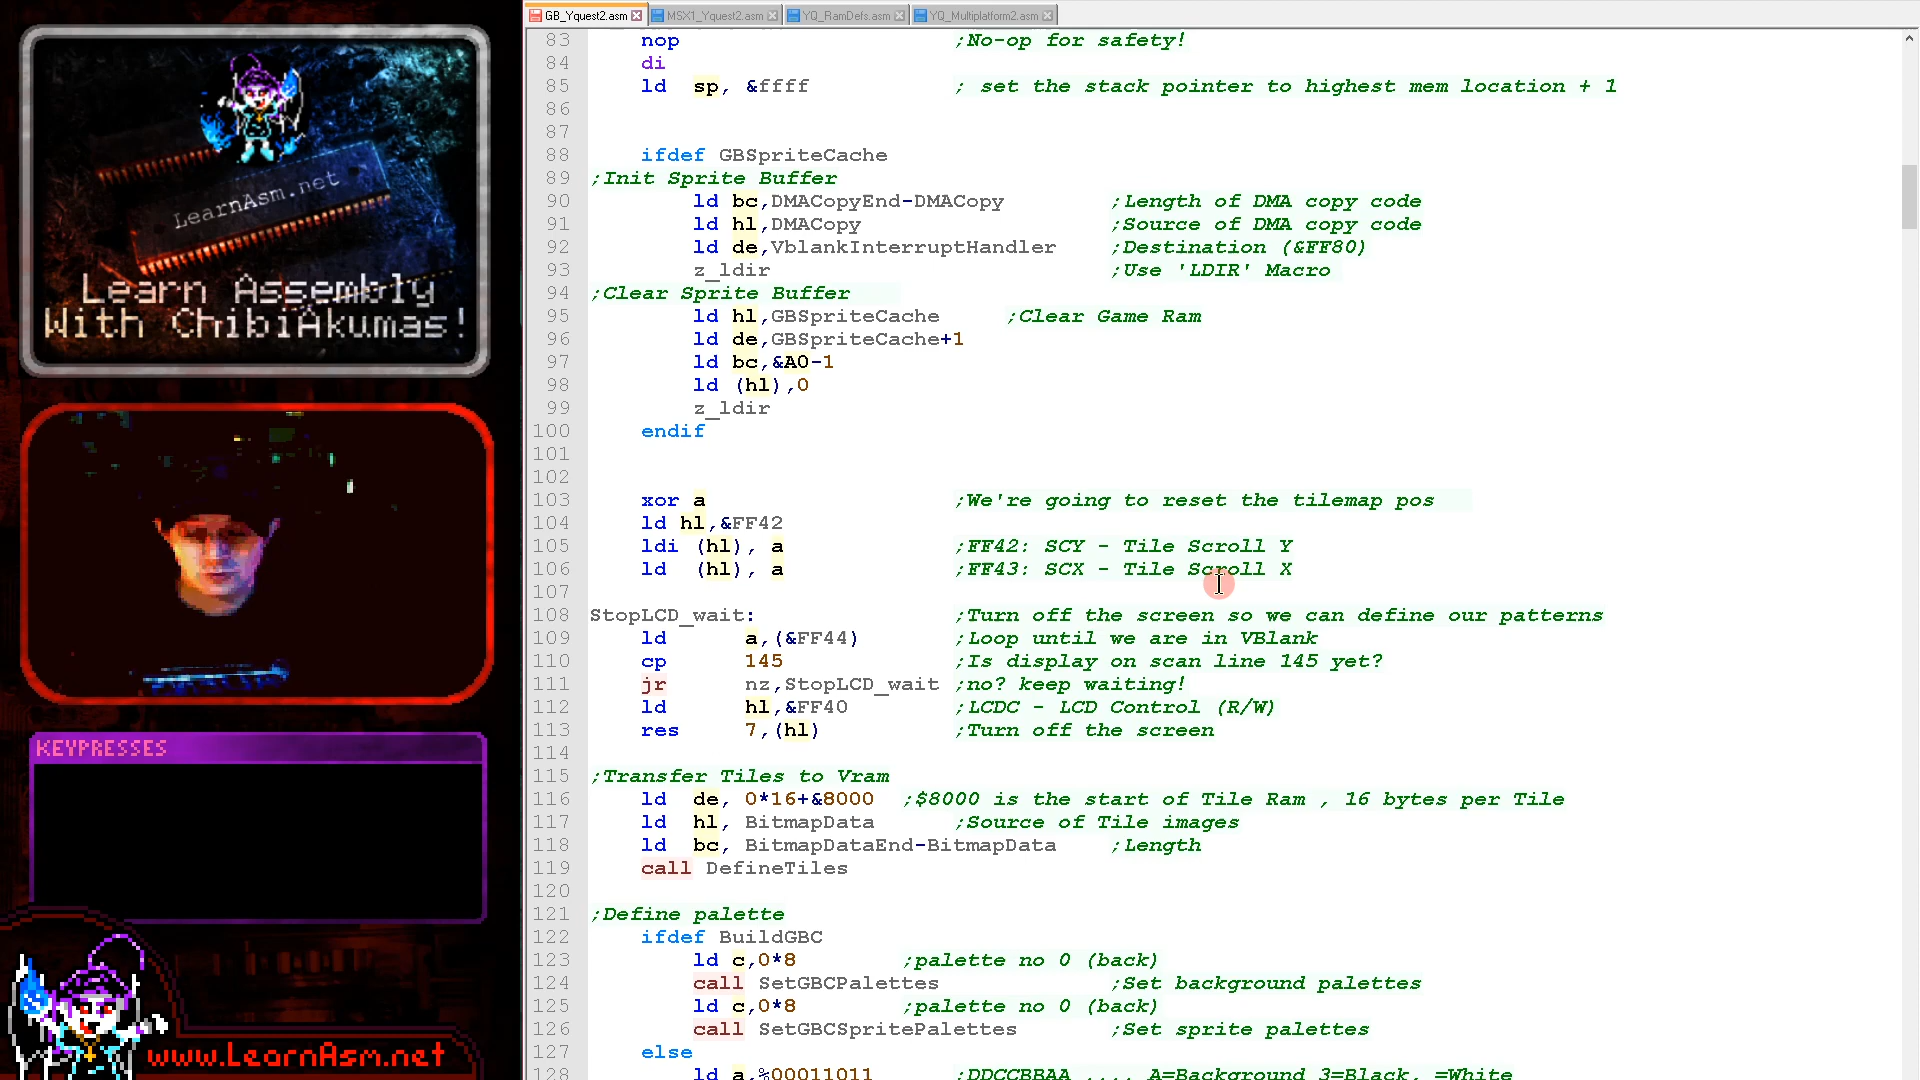 GB_Yquest2.asm MSX1_Yquest2.asm YQ_RamDefs.asm YQ_Multiplatform2.asm
LearnAsm.net
Learn Assembly
With ChibiAkumas!
KEYPRESSES
www.LearnAsm.net
83 nop ;No-op for safety!
84 di
85 ld sp, &ffff ; set the stack pointer to highest mem location + 1
86
87
88 ifdef GBSpriteCache
89 ;Init Sprite Buffer
90 ld bc,DMACopyEnd-DMACopy ;Length of DMA copy code
91 ld hl,DMACopy ;Source of DMA copy code
92 ld de,VblankInterruptHandler ;Destination (&FF80)
93 z_ldir ;Use 'LDIR' Macro
94 ;Clear Sprite Buffer
95 ld hl,GBSpriteCache ;Clear Game Ram
96 ld de,GBSpriteCache+1
97 ld bc,&A0-1
98 ld (hl),0
99 z_ldir
100 endif
101
102
103 xor a ;We're going to reset the tilemap pos
104 ld hl,&FF42
105 ldi (hl), a ;FF42: SCY - Tile Scroll Y
106 ld (hl), a ;FF43: SCX - Tile Scroll X
107
108 StopLCD_wait: ;Turn off the screen so we can define our patterns
109 ld a,(&FF44) ;Loop until we are in VBlank
110 cp 145 ;Is display on scan line 145 yet?
111 jr nz,StopLCD_wait ;no? keep waiting!
112 ld hl,&FF40 ;LCDC - LCD Control (R/W)
113 res 7,(hl) ;Turn off the screen
114
115 ;Transfer Tiles to Vram
116 ld de, 0*16+&8000 ;$8000 is the start of Tile Ram , 16 bytes per Tile
117 ld hl, BitmapData ;Source of Tile images
118 ld bc, BitmapDataEnd-BitmapData ;Length
119 call DefineTiles
120
121 ;Define palette
122 ifdef BuildGBC
123 ld c,0*8 ;palette no 0 (back)
124 call SetGBCPalettes ;Set background palettes
125 ld c,0*8 ;palette no 0 (back)
126 call SetGBCSpritePalettes ;Set sprite palettes
127 else
128 ld a,%00011011 ;DDCCBBAA .... A=Background 3=Black, =White